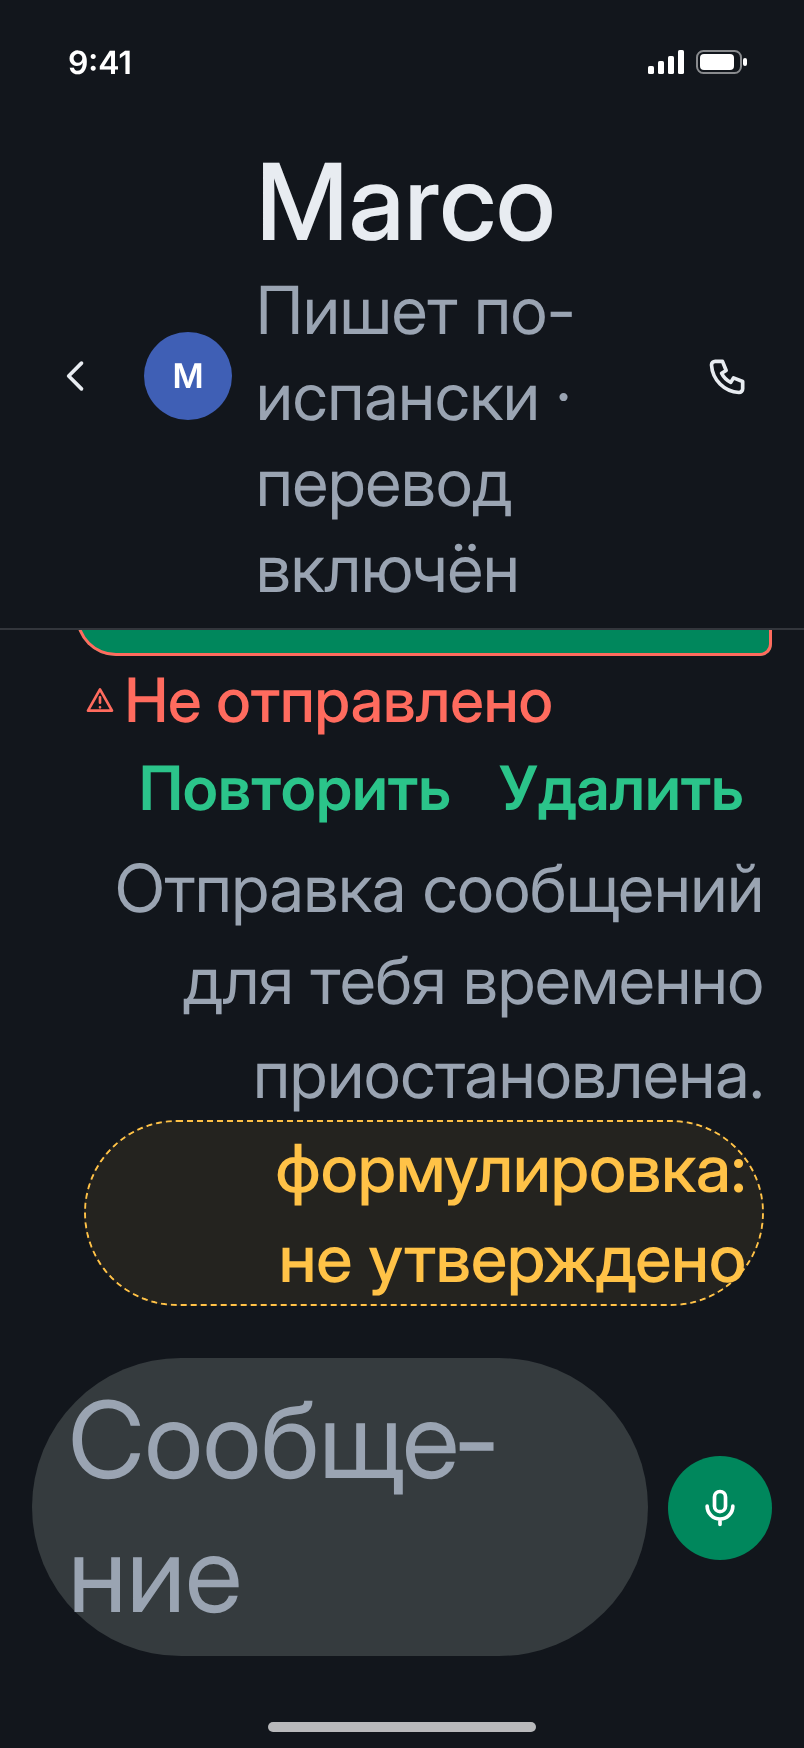 9:41
Marco
Пишет по-
испански ·
перевод
включён
M
Не отправлено
Повторить Удалить
Отправка сообщений
для тебя временно
приостановлена.
формулировка:
не утверждено
Сообще-
ние